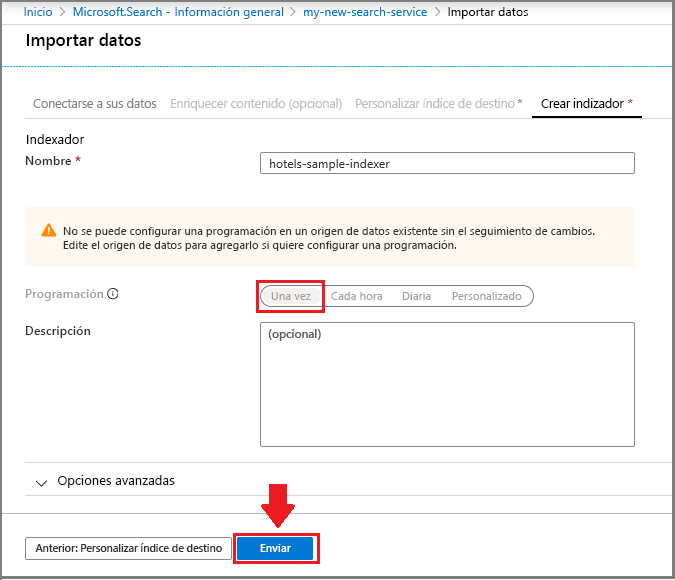 Inicio > Microsoft.Search - Información general > my-new-search-service > Importar datos
Importar datos
Conectarse a sus datos Enriquecer contenido (opcional) Personalizar índice de destino * Crear indizador *
Indexador
Nombre * hotels-sample-indexer
No se puede configurar una programación en un origen de datos existente sin el seguimiento de cambios.
Edite el origen de datos para agregarlo si quiere configurar una programación.
Programación Una vez Cada hora Diaria Personalizado
Descripción (opcional)
Opciones avanzadas
Anterior: Personalizar índice de destino Enviar